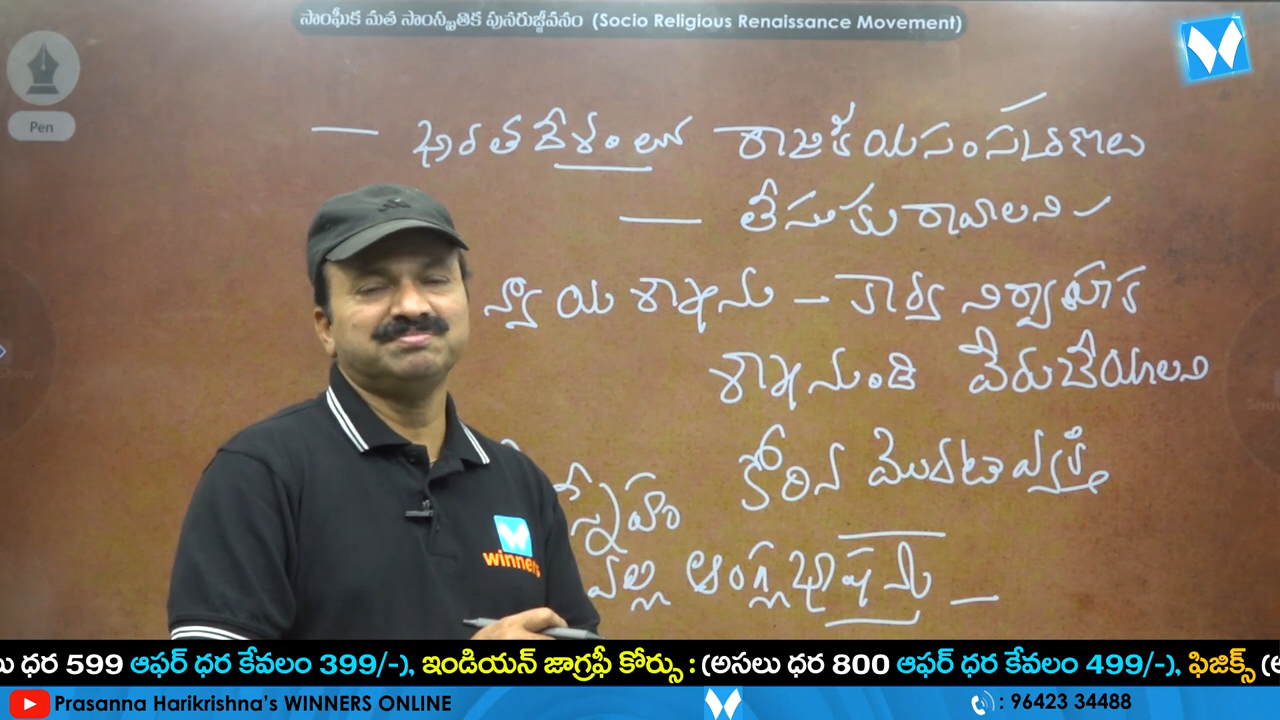 సాంఘీక మత సాంస్కృతిక పునరుజ్జీవనం (Socio Religious Renaissance Movement)
Pen
– భారతదేశంలో రాజకీయ సంస్కరణలు
– తీసుకురావాలని
న్యాయశాఖను – కార్య నిర్వాహక
శాఖనుండి వేరుచేయాలని
కోరిన మొదటి వ్యక్తి
స్నేహం
వల్ల ఆంగ్లభాషను –
winners
ధర 599 ఆఫర్ ధర కేవలం 399/-), ఇండియన్ జాగ్రఫీ కోర్సు : (అసలు ధర 800 ఆఫర్ ధర కేవలం 499/-), ఫిజిక్స్
Prasanna Harikrishna's WINNERS ONLINE
: 96423 34488